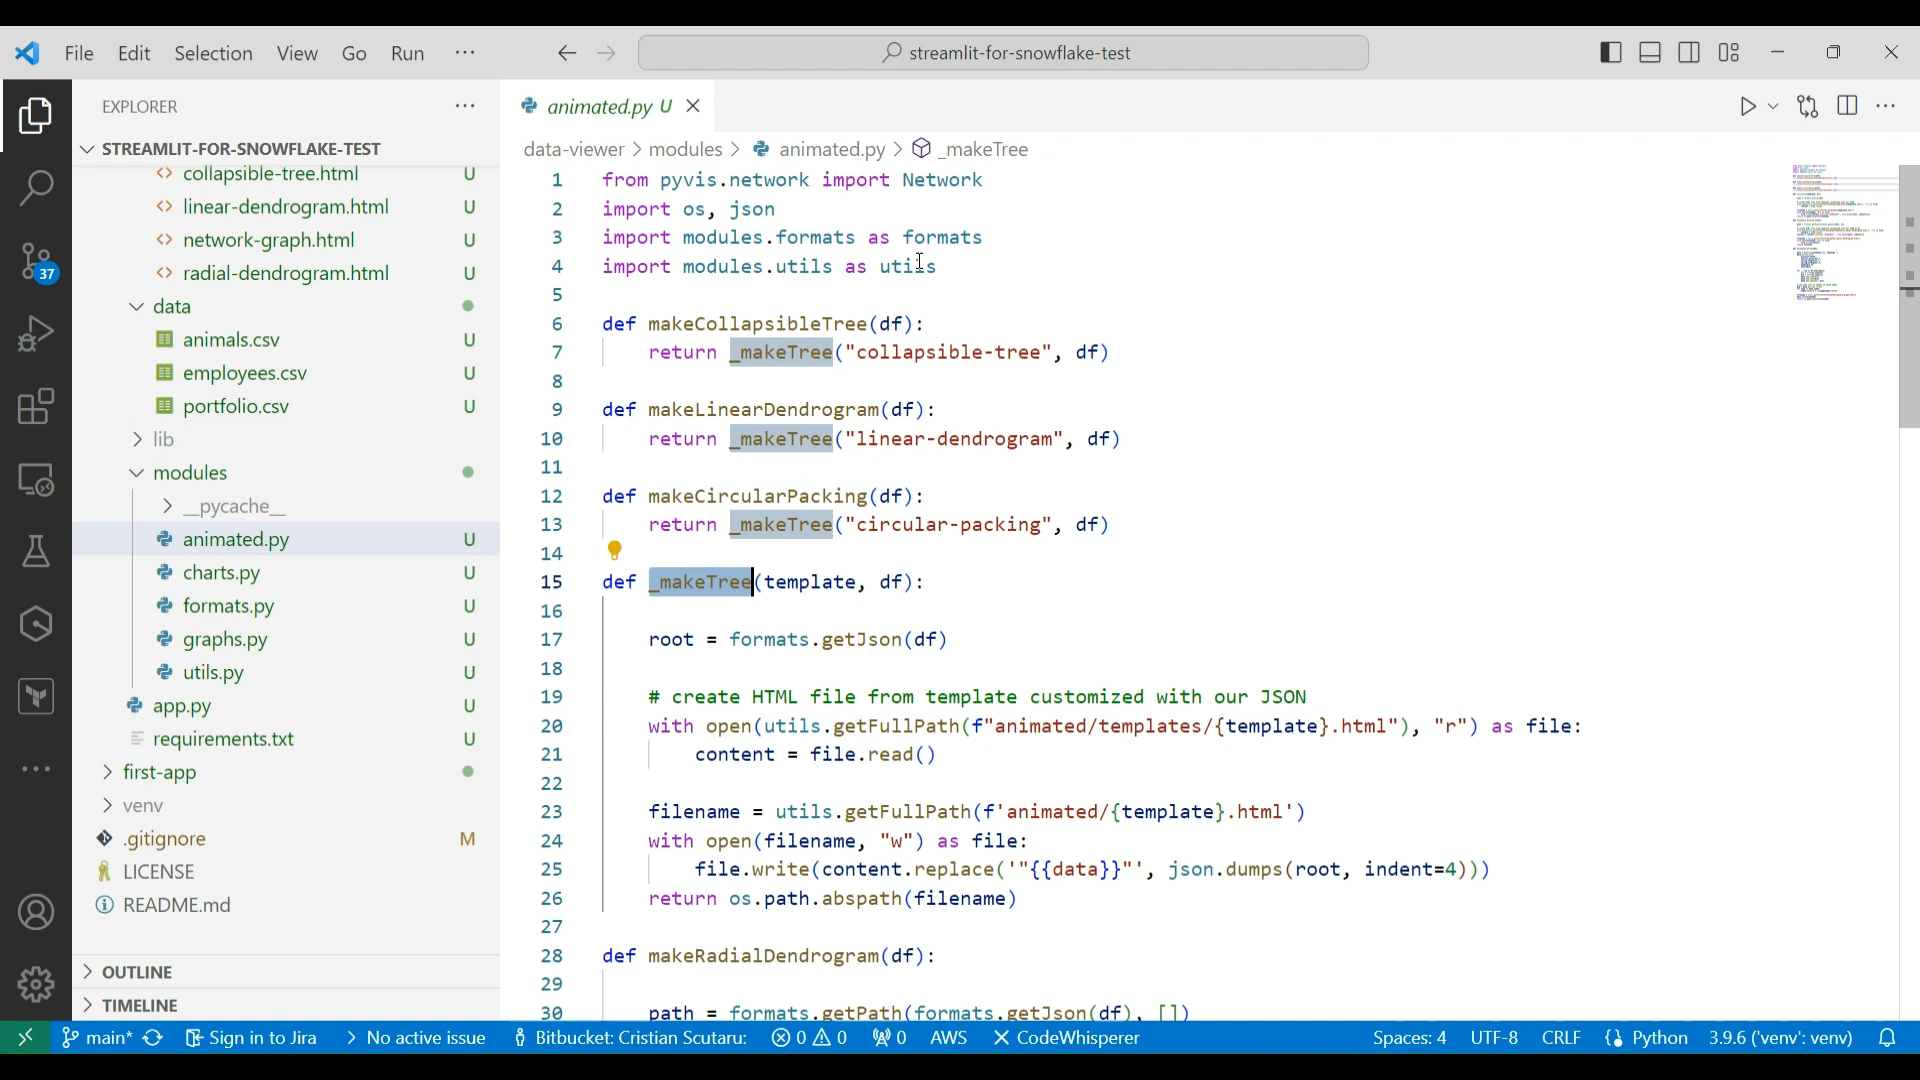 File Edit Selection View Go Run ···
streamlit-for-snowflake-test
EXPLORER ···
STREAMLIT-FOR-SNOWFLAKE-TEST
<> collapsible-tree.html U
<> linear-dendrogram.html U
<> network-graph.html U
<> radial-dendrogram.html U
data
animals.csv U
employees.csv U
portfolio.csv U
lib
modules
__pycache__
animated.py U
charts.py U
formats.py U
graphs.py U
utils.py U
app.py U
requirements.txt U
first-app
venv
.gitignore M
LICENSE
README.md
OUTLINE
TIMELINE
37
animated.py U
data-viewer > modules > animated.py > _makeTree
1 from pyvis.network import Network
2 import os, json
3 import modules.formats as formats
4 import modules.utils as utils
5
6 def makeCollapsibleTree(df):
7 return _makeTree("collapsible-tree", df)
8
9 def makeLinearDendrogram(df):
10 return _makeTree("linear-dendrogram", df)
11
12 def makeCircularPacking(df):
13 return _makeTree("circular-packing", df)
14
15 def _makeTree(template, df):
16
17 root = formats.getJson(df)
18
19 # create HTML file from template customized with our JSON
20 with open(utils.getFullPath(f"animated/templates/{template}.html"), "r") as file:
21 content = file.read()
22
23 filename = utils.getFullPath(f'animated/{template}.html')
24 with open(filename, "w") as file:
25 file.write(content.replace('"{{data}}"', json.dumps(root, indent=4)))
26 return os.path.abspath(filename)
27
28 def makeRadialDendrogram(df):
29
30 path = formats.getPath(formats.getJson(df), [])
main* Sign in to Jira > No active issue Bitbucket: Cristian Scutaru: 0 0 0 AWS CodeWhisperer Spaces: 4 UTF-8 CRLF Python 3.9.6 ('venv': venv)